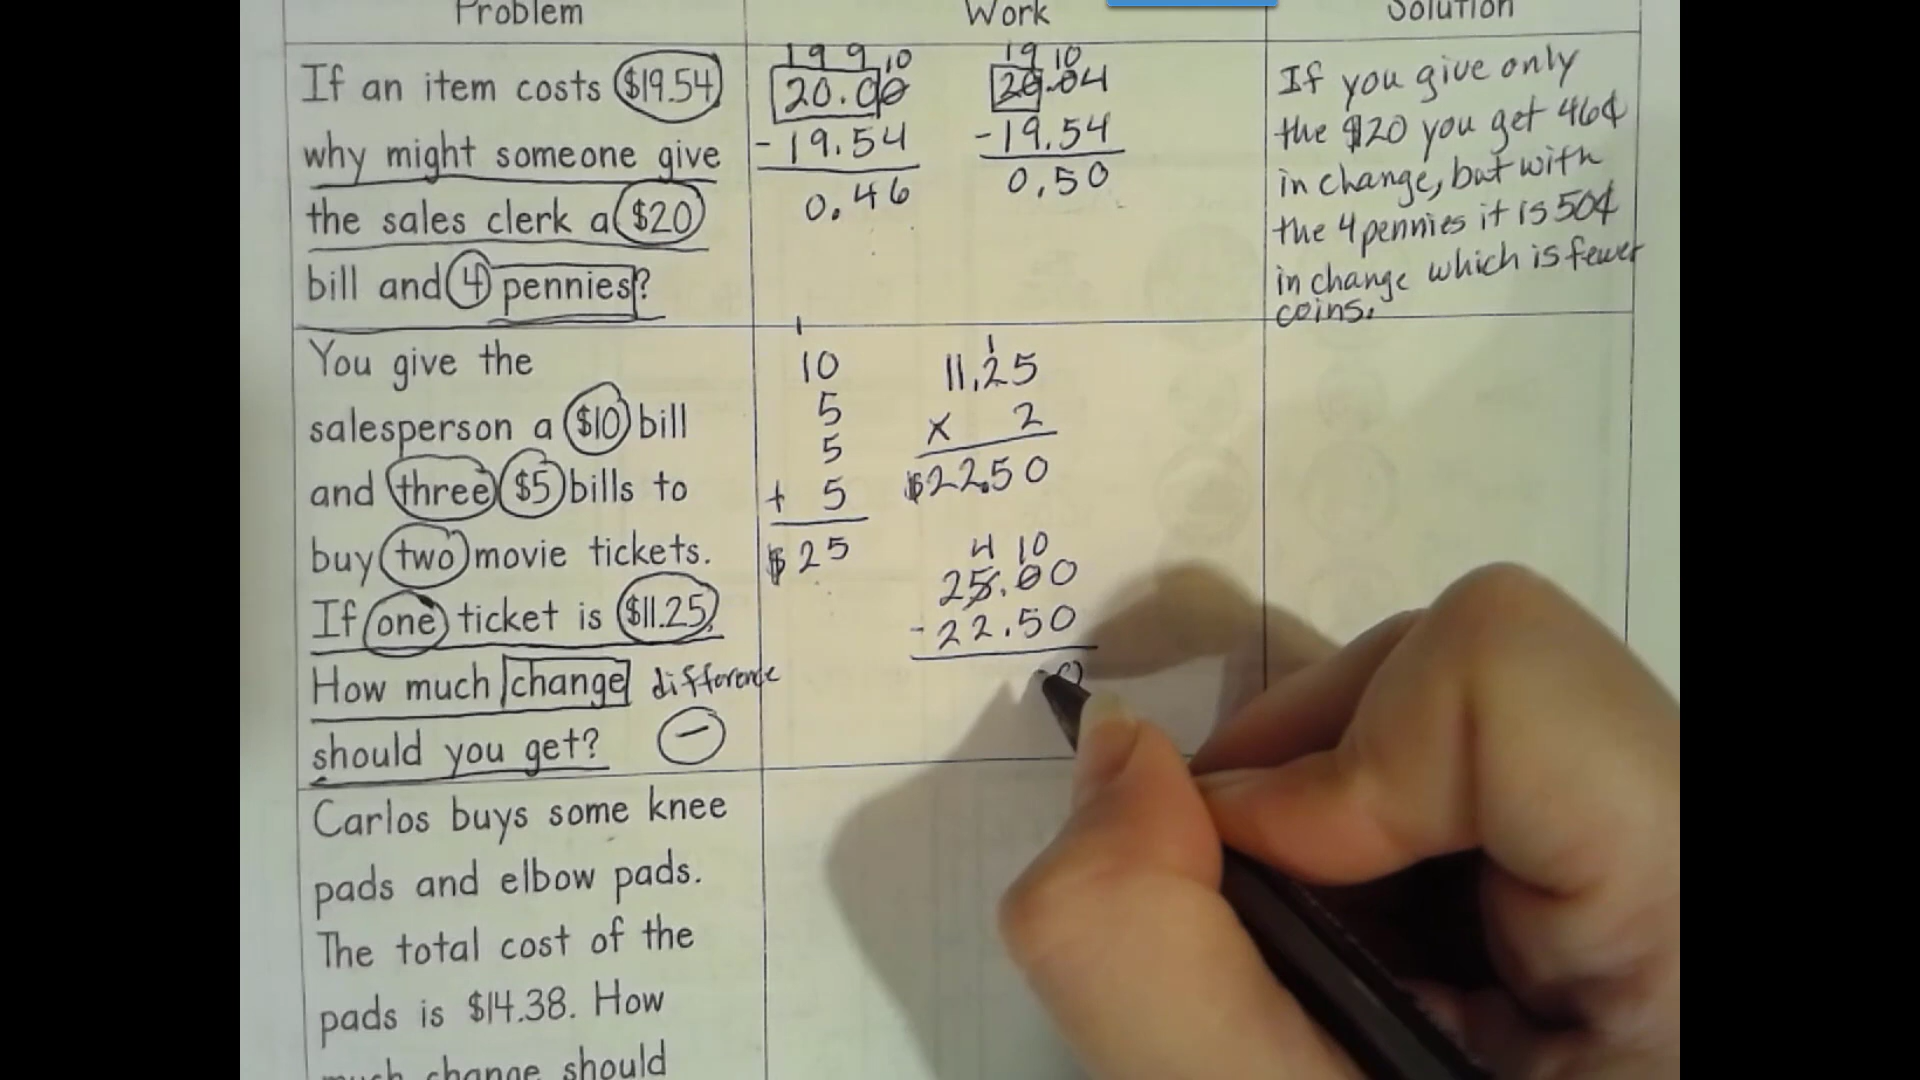 Problem
Work
Solution
If an item costs $19.54
why might someone give
the sales clerk a $20
bill and 4 pennies?
19 9 10
20.00
-19.54
0.46
19 10
20.04
-19.54
0.50
If you give only
the $20 you get 46¢
in change, but with
the 4 pennies it is 50¢
in change which is fewer
coins.
You give the
salesperson a $10 bill
and three $5 bills to
buy two movie tickets.
If one ticket is $11.25,
How much change difference
should you get? −
1
10
5
5
+ 5
$25
1
11.25
x 2
$22.50
4 10
25.00
-22.50
0
Carlos buys some knee
pads and elbow pads.
The total cost of the
pads is $14.38. How
much change should